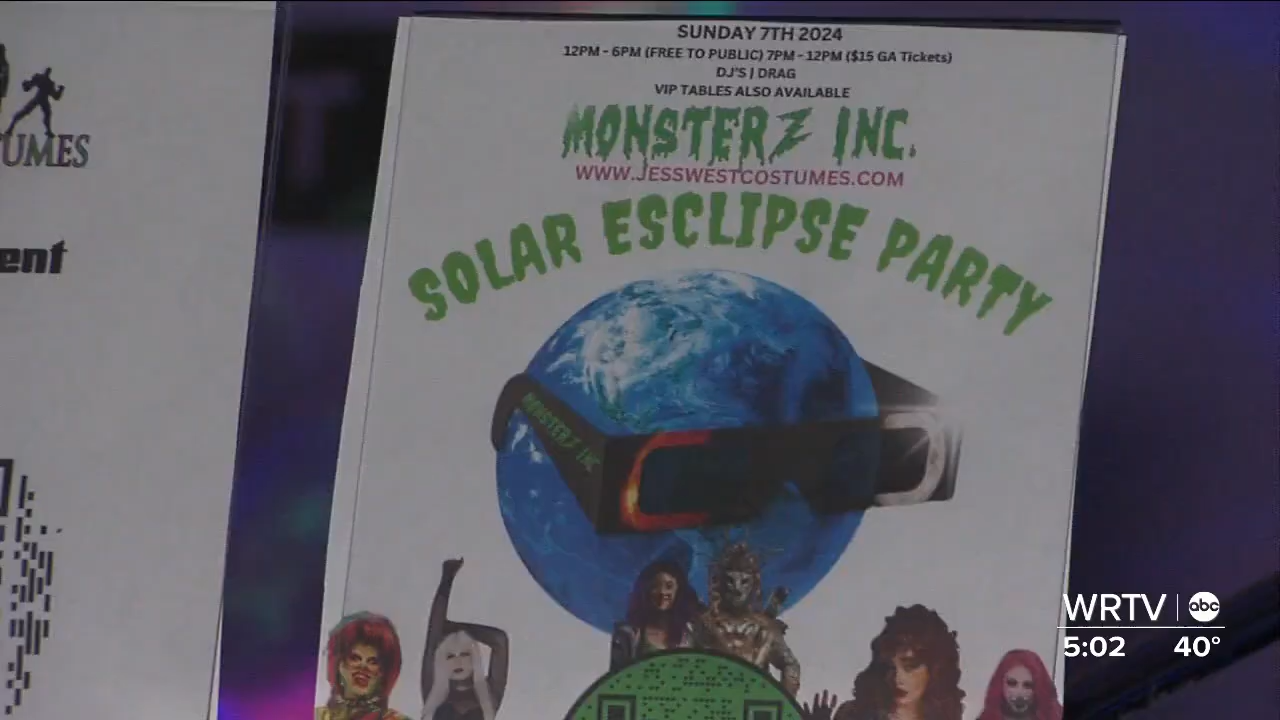 SUNDAY 7TH 2024
12PM - 6PM (FREE TO PUBLIC) 7PM - 12PM ($15 GA Tickets)
DJ'S | DRAG
VIP TABLES ALSO AVAILABLE
MONSTERZ INC.
WWW.JESSWESTCOSTUMES.COM
SOLAR ESCLIPSE PARTY
MONSTERZ INC
UMES
ent
WRTV abc
5:02 40°